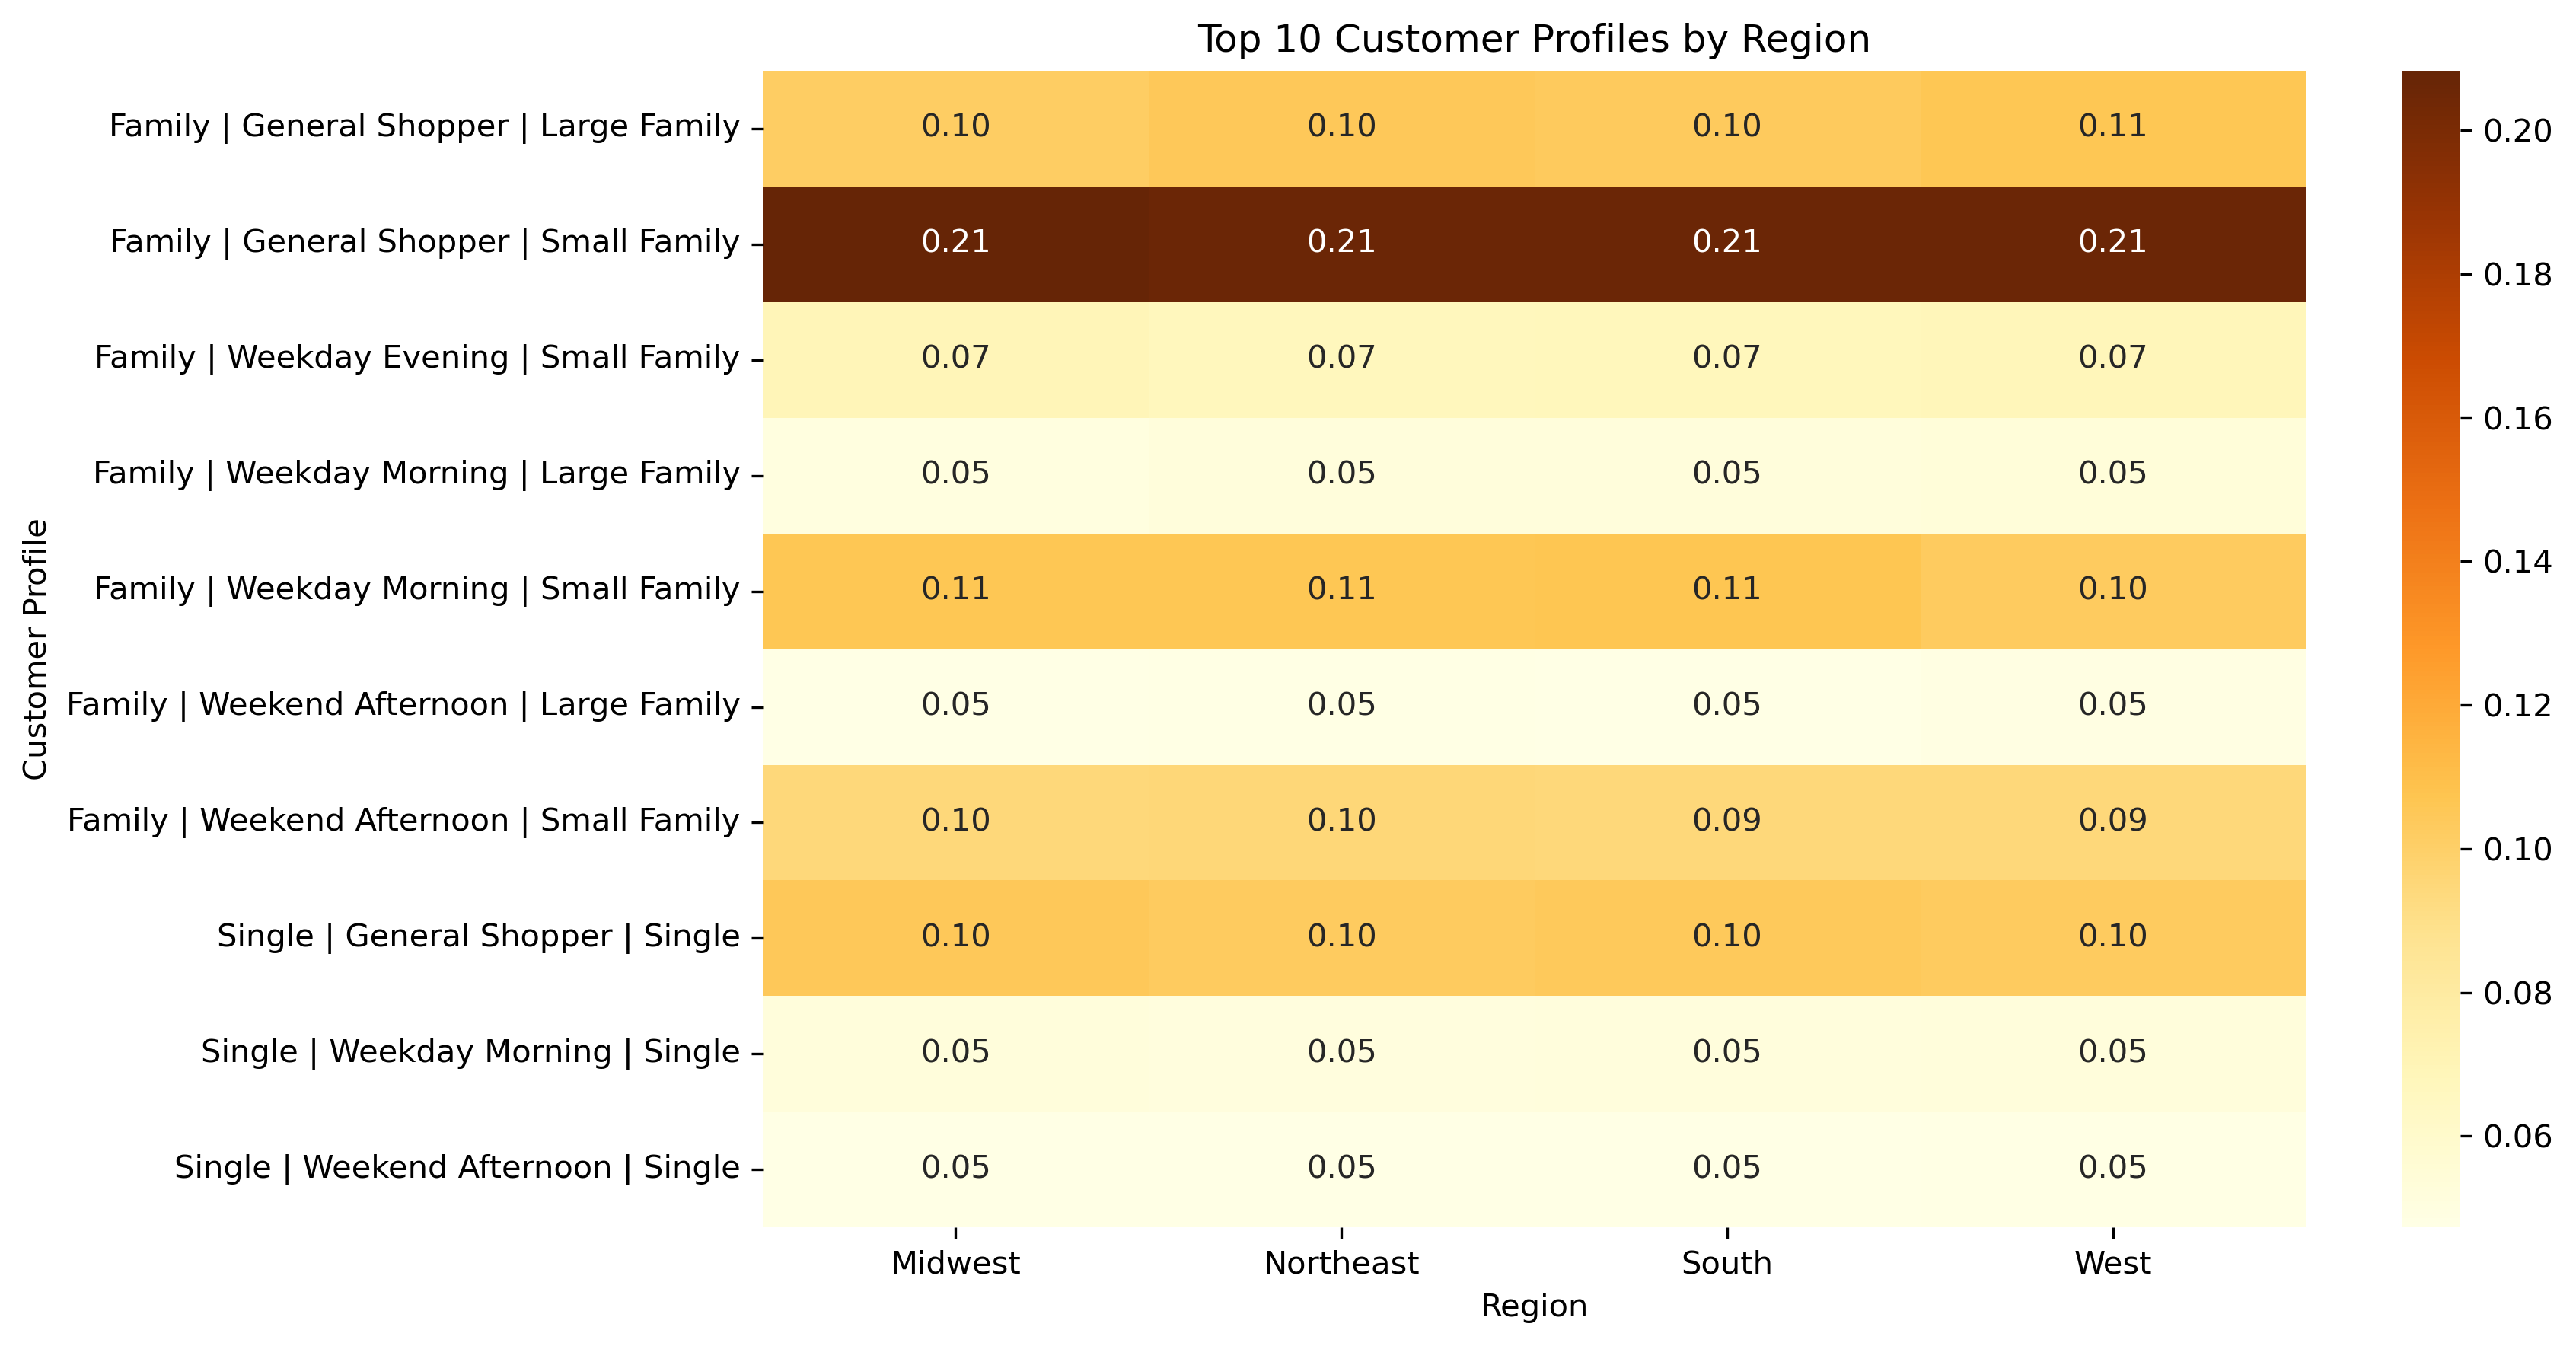 Top 10 Customer Profiles by Region
Customer Profile
Family | General Shopper | Large Family 0.10 0.10 0.10 0.11
Family | General Shopper | Small Family 0.21 0.21 0.21 0.21
Family | Weekday Evening | Small Family 0.07 0.07 0.07 0.07
Family | Weekday Morning | Large Family 0.05 0.05 0.05 0.05
Family | Weekday Morning | Small Family 0.11 0.11 0.11 0.10
Family | Weekend Afternoon | Large Family 0.05 0.05 0.05 0.05
Family | Weekend Afternoon | Small Family 0.10 0.10 0.09 0.09
Single | General Shopper | Single 0.10 0.10 0.10 0.10
Single | Weekday Morning | Single 0.05 0.05 0.05 0.05
Single | Weekend Afternoon | Single 0.05 0.05 0.05 0.05
Midwest Northeast South West
Region
0.20
0.18
0.16
0.14
0.12
0.10
0.08
0.06